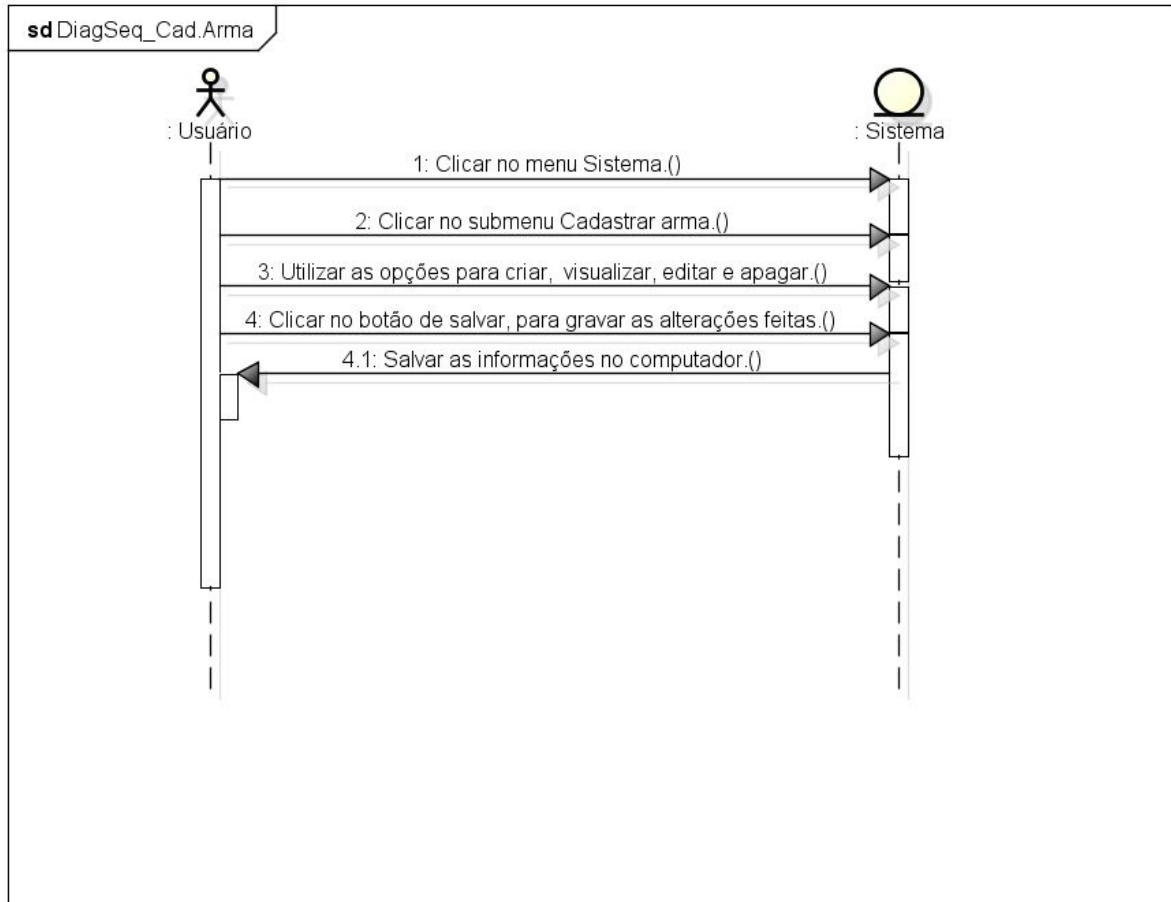 sd DiagSeq_Cad.Arma
: Usuário
: Sistema
1: Clicar no menu Sistema.()
2: Clicar no submenu Cadastrar arma.()
3: Utilizar as opções para criar,  visualizar, editar e apagar.()
4: Clicar no botão de salvar, para gravar as alterações feitas.()
4.1: Salvar as informações no computador.()